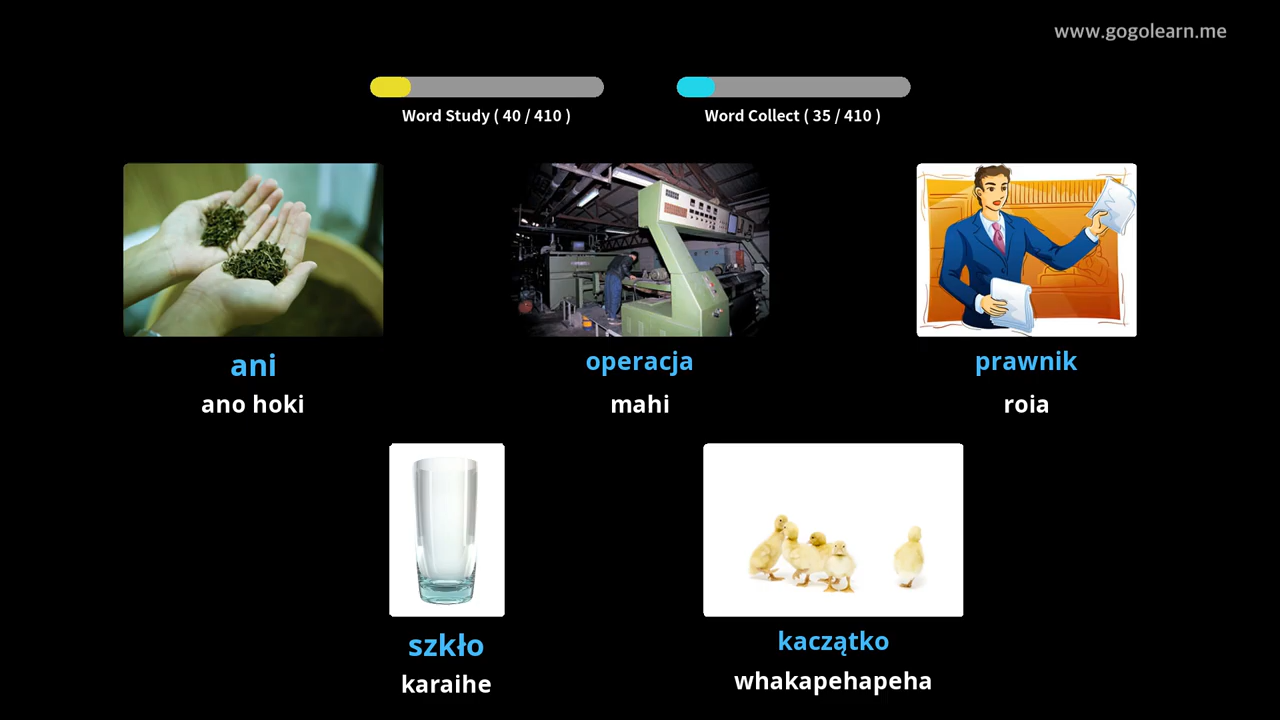 www.gogolearn.me
Word Study ( 40 / 410 )
Word Collect ( 35 / 410 )
ani
operacja
prawnik
ano hoki
mahi
roia
szkło
kaczątko
karaihe
whakapehapeha